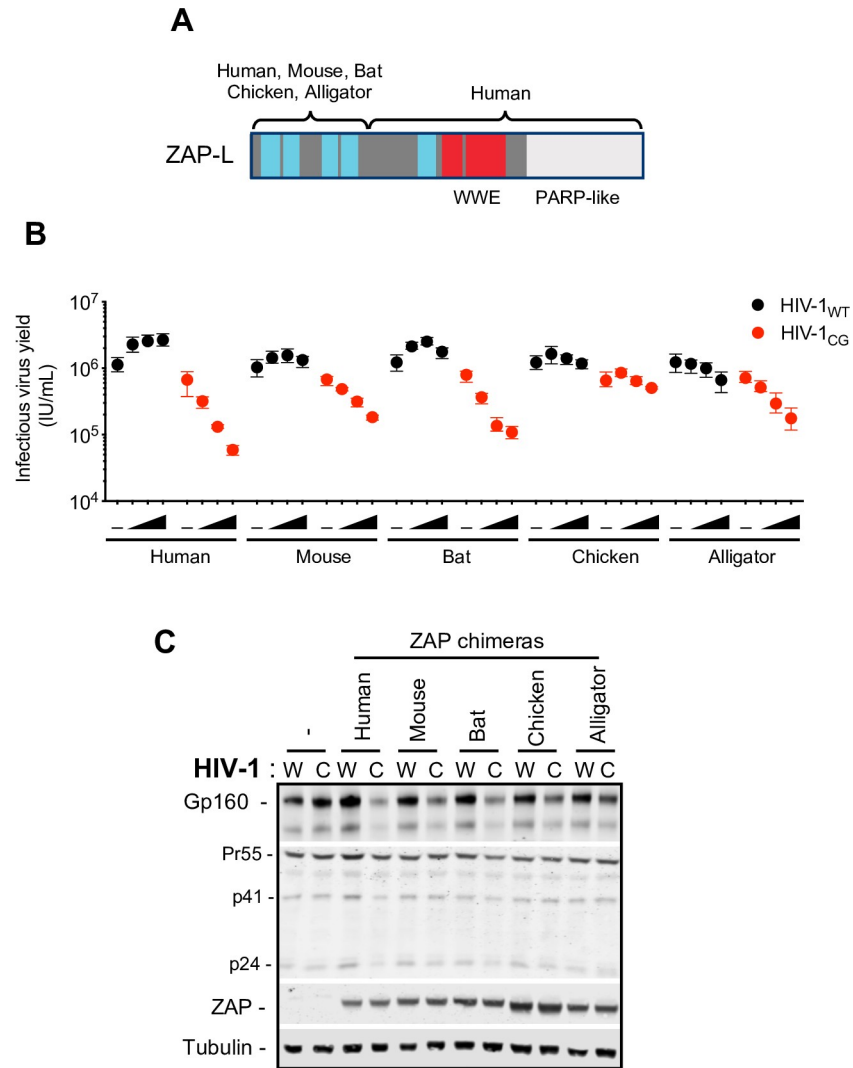 A
Human, Mouse, Bat
Chicken, Alligator
Human
ZAP-L
WWE
PARP-like
B
Infectious virus yield
(IU/mL)
10⁷
10⁶
10⁵
10⁴
HIV-1WT
HIV-1CG
– – – – – – – – – –
Human Mouse Bat Chicken Alligator
C
ZAP chimeras
- Human Mouse Bat Chicken Alligator
HIV-1 : W C W C W C W C W C W C
Gp160 -
Pr55 -
p41 -
p24 -
ZAP -
Tubulin -